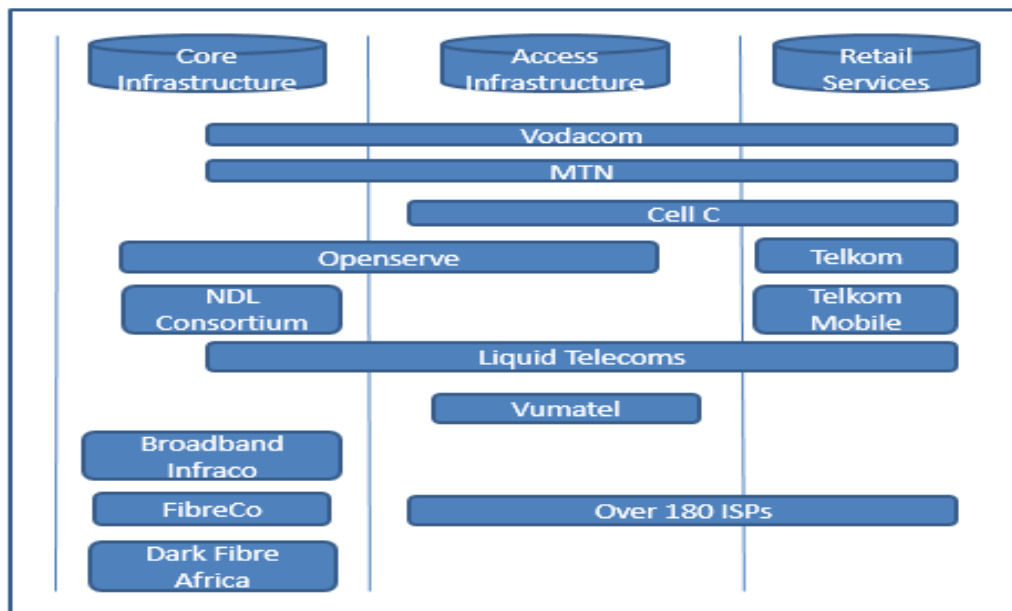 Core
Infrastructure
Access
Infrastructure
Retail
Services
Vodacom
MTN
Cell C
Openserve
Telkom
NDL
Consortium
Telkom
Mobile
Liquid Telecoms
Vumatel
Broadband
Infraco
FibreCo
Over 180 ISPs
Dark Fibre
Africa